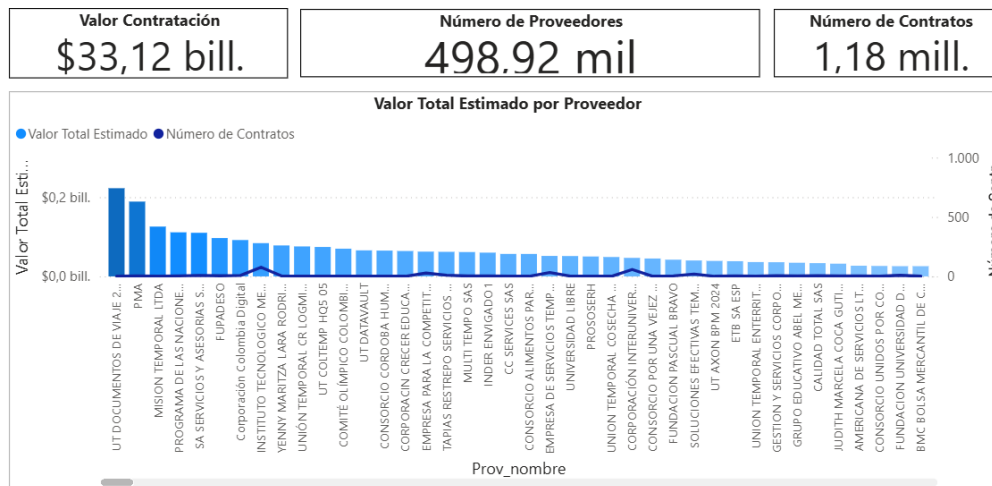 Valor Contratación
$33,12 bill.
Número de Proveedores
498,92 mil
Número de Contratos
1,18 mill.
Valor Total Estimado por Proveedor
Valor Total Estimado
Número de Contratos
Valor Total Esti...
$0,2 bill.
$0,0 bill.
1.000
500
0
UT DOCUMENTOS DE VIAJE 2...
PMA
MISION TEMPORAL LTDA
PROGRAMA DE LAS NACIONE...
SA SERVICIOS Y ASESORIAS S...
FUPADESO
Corporación Colombia Digital
INSTITUTO TECNOLOGICO ME...
YENNY MARITZA LARA RODRI...
UNIÓN TEMPORAL CR LOGMI...
UT COLTEMP HQ5 05
COMITÉ OLÍMPICO COLOMBI...
UT DATAVAULT
CONSORCIO CORDOBA HUM...
CORPORACIN CRECER EDUCA...
EMPRESA PARA LA COMPETIT...
TAPIAS RESTREPO SERVICIOS ...
MULTI TEMPO SAS
INDER ENVIGADO1
CC SERVICES SAS
CONSORCIO ALIMENTOS PAR...
EMPRESA DE SERVICIOS TEMP...
UNIVERSIDAD LIBRE
PROSOSERH
UNION TEMPORAL COSECHA ...
CORPORACIÓN INTERUNIVER...
CONSORCIO POR UNA VEJEZ ...
FUNDACION PASCUAL BRAVO
SOLUCIONES EFECTIVAS TEM...
UT AXON BPM 2024
ETB SA ESP
UNION TEMPORAL ENTERRIT...
GESTION Y SERVICIOS CORPO...
GRUPO EDUCATIVO ABEL ME...
CALIDAD TOTAL SAS
JUDITH MARCELA COCA GUTI...
AMERICANA DE SERVICIOS LT...
CONSORCIO UNIDOS POR CO...
FUNDACION UNIVERSIDAD D...
BMC BOLSA MERCANTIL DE C...
Prov_nombre